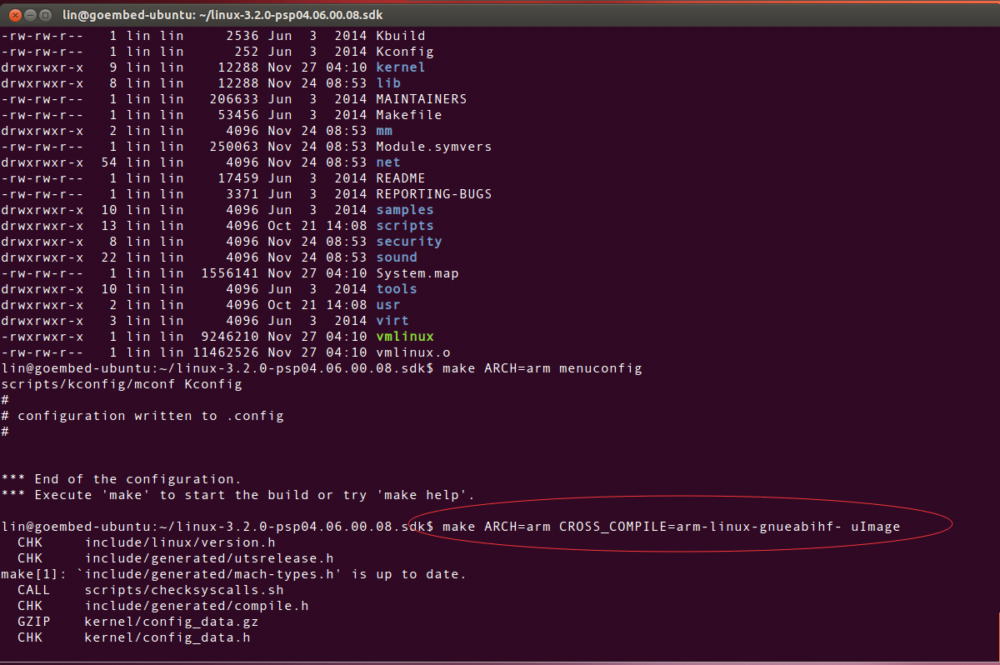 lin@goembed-ubuntu: ~/linux-3.2.0-psp04.06.00.08.sdk
-rw-rw-r-- 1 lin lin 2536 Jun 3 2014 Kbuild
-rw-rw-r-- 1 lin lin 252 Jun 3 2014 Kconfig
drwxrwxr-x 9 lin lin 12288 Nov 27 04:10 kernel
drwxrwxr-x 8 lin lin 12288 Nov 24 08:53 lib
-rw-rw-r-- 1 lin lin 206633 Jun 3 2014 MAINTAINERS
-rw-rw-r-- 1 lin lin 53456 Jun 3 2014 Makefile
drwxrwxr-x 2 lin lin 4096 Nov 24 08:53 mm
-rw-rw-r-- 1 lin lin 250063 Nov 24 08:53 Module.symvers
drwxrwxr-x 54 lin lin 4096 Nov 24 08:53 net
-rw-rw-r-- 1 lin lin 17459 Jun 3 2014 README
-rw-rw-r-- 1 lin lin 3371 Jun 3 2014 REPORTING-BUGS
drwxrwxr-x 10 lin lin 4096 Jun 3 2014 samples
drwxrwxr-x 13 lin lin 4096 Oct 21 14:08 scripts
drwxrwxr-x 8 lin lin 4096 Nov 24 08:53 security
drwxrwxr-x 22 lin lin 4096 Nov 24 08:53 sound
-rw-rw-r-- 1 lin lin 1556141 Nov 27 04:10 System.map
drwxrwxr-x 10 lin lin 4096 Jun 3 2014 tools
drwxrwxr-x 2 lin lin 4096 Oct 21 14:08 usr
drwxrwxr-x 3 lin lin 4096 Jun 3 2014 virt
-rwxrwxr-x 1 lin lin 9246210 Nov 27 04:10 vmlinux
-rw-rw-r-- 1 lin lin 11462526 Nov 27 04:10 vmlinux.o
lin@goembed-ubuntu:~/linux-3.2.0-psp04.06.00.08.sdk$ make ARCH=arm menuconfig
scripts/kconfig/mconf Kconfig
#
# configuration written to .config
#
*** End of the configuration.
*** Execute 'make' to start the build or try 'make help'.
lin@goembed-ubuntu:~/linux-3.2.0-psp04.06.00.08.sdk$ make ARCH=arm CROSS_COMPILE=arm-linux-gnueabihf- uImage
CHK include/linux/version.h
CHK include/generated/utsrelease.h
make[1]: `include/generated/mach-types.h' is up to date.
CALL scripts/checksyscalls.sh
CHK include/generated/compile.h
GZIP kernel/config_data.gz
CHK kernel/config_data.h